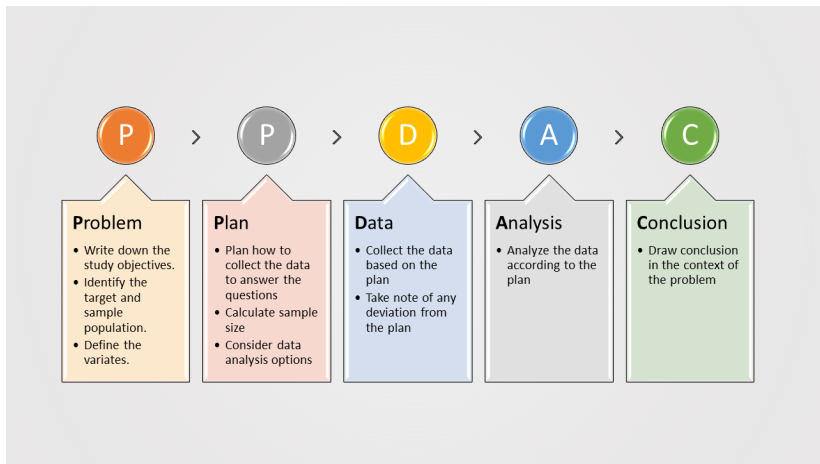 P > P > D > A > C
Problem
• Write down the
study objectives.
• Identify the
target and
sample
population.
• Define the
variates.
Plan
• Plan how to
collect the data
to answer the
questions
• Calculate sample
size
• Consider data
analysis options
Data
• Collect the data
based on the
plan
• Take note of any
deviation from
the plan
Analysis
• Analyze the data
according to the
plan
Conclusion
• Draw conclusion
in the context of
the problem